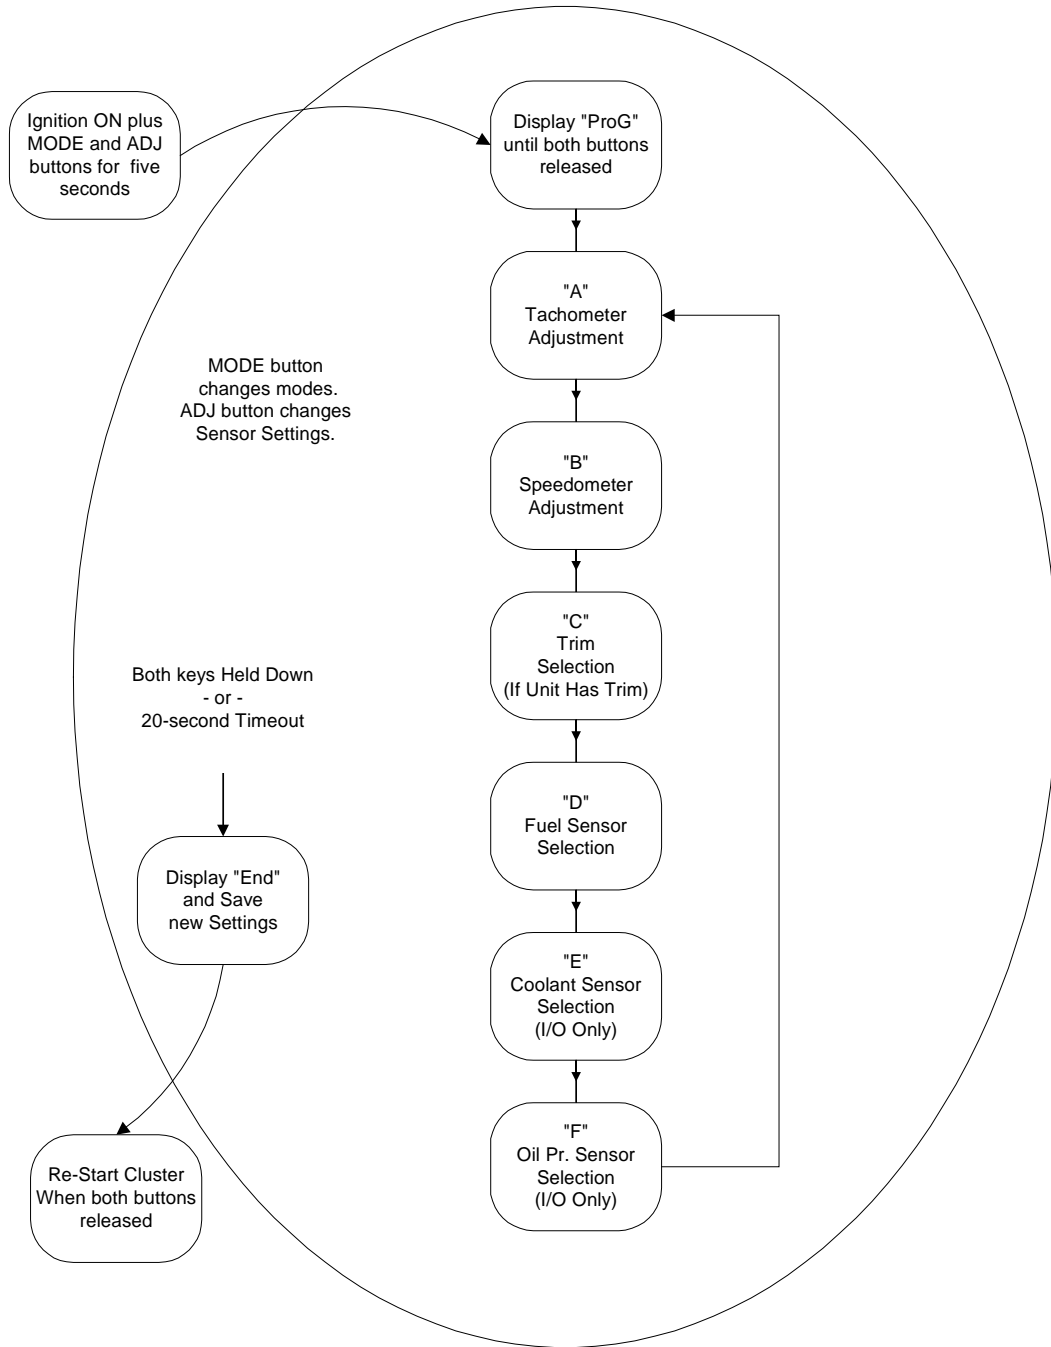 Ignition ON plus
MODE and ADJ
buttons for five
seconds
Display "ProG"
until both buttons
released
"A"
Tachometer
Adjustment
MODE button
changes modes.
ADJ button changes
Sensor Settings.
"B"
Speedometer
Adjustment
"C"
Trim
Selection
(If Unit Has Trim)
Both keys Held Down
- or -
20-second Timeout
"D"
Fuel Sensor
Selection
Display "End"
and Save
new Settings
"E"
Coolant Sensor
Selection
(I/O Only)
"F"
Oil Pr. Sensor
Selection
(I/O Only)
Re-Start Cluster
When both buttons
released